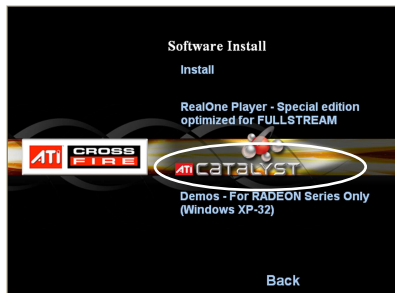 Software Install
Install
RealOne Player - Special edition
optimized for FULLSTREAM
ATi CROSS
FIRE
ATi CATALYST
Demos - For RADEON Series Only
(Windows XP-32)
Back